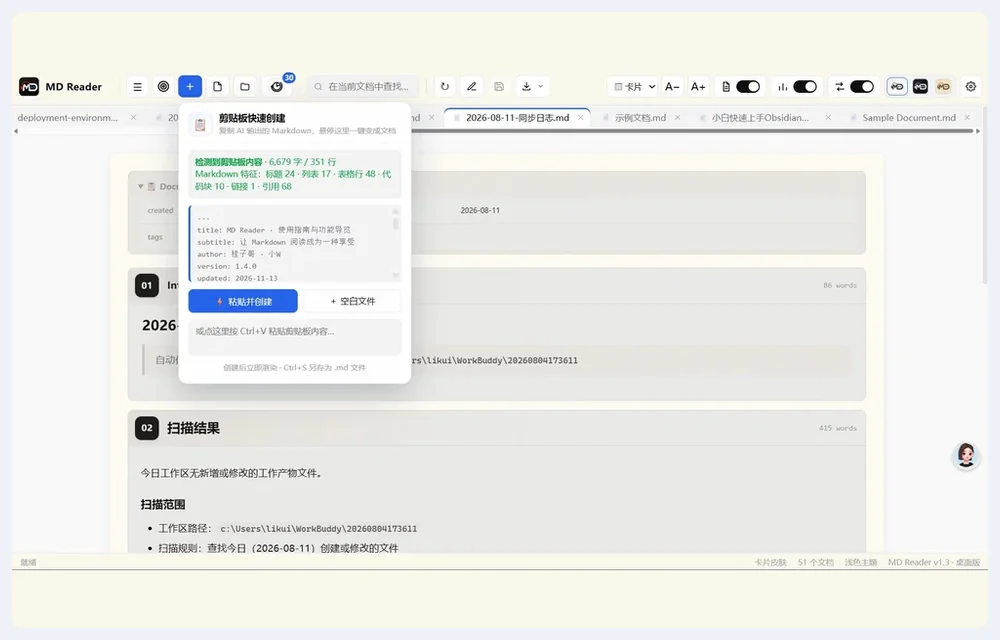 MD Reader
30
在当前文档中查找...
卡片
A−
A+
deployment-environm...
20
nd
2026-08-11-同步日志.md
示例文档.md
小白快速上手Obsidian...
Sample Document.md
剪贴板快速创建
复制 AI 输出的 Markdown，悬停这里一键变成文档
检测到剪贴板内容 · 6,679 字 / 351 行
Markdown 特征：标题 24 · 列表 17 · 表格行 48 · 代
码块 10 · 链接 1 · 引用 68
---
title: MD Reader · 使用指南与功能导览
subtitle: 让 Markdown 阅读成为一种享受
author: 桂子哥 · 小W
version: 1.4.0
updated: 2026-11-13
粘贴并创建
+ 空白文件
或点这里按 Ctrl+V 粘贴剪贴板内容...
创建后立即渲染 · Ctrl+S 另存为 .md 文件
Docu
created
2026-08-11
tags
01
Int
86 words
2026-
自动
rs\likui\WorkBuddy\20260804173611
02
扫描结果
415 words
今日工作区无新增或修改的工作产物文件。
扫描范围
• 工作区路径： c:\Users\likui\WorkBuddy\20260804173611
• 扫描规则：查找今日（2026-08-11）创建或修改的文件
就绪
卡片皮肤
51 个文档
浅色主题
MD Reader v1.3 · 桌面版